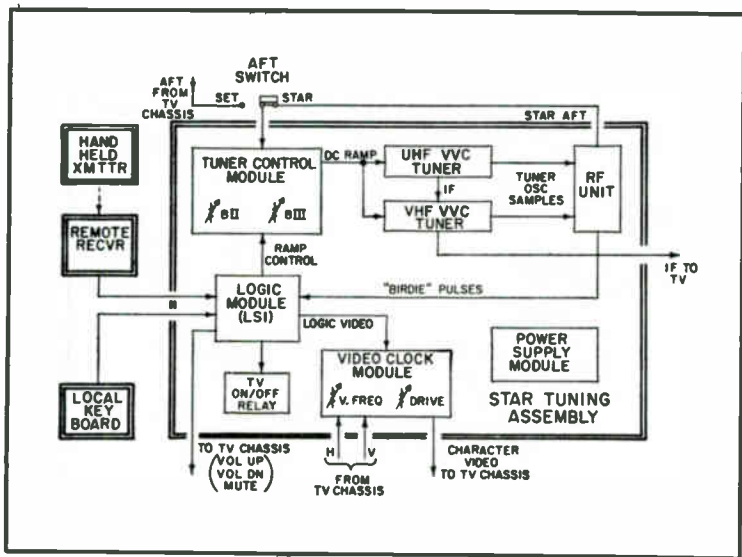 AFT
SWITCH
AFT
FROM
TV
CHASSIS
SET
STAR
STAR AFT
HAND
HELD
XMTTR
REMOTE
RECVR
LOCAL
KEY
BOARD
TUNER CONTROL
MODULE
BII
BIII
DC RAMP
UHF VVC
TUNER
IF
VHF VVC
TUNER
TUNER
OSC
SAMPLES
RF
UNIT
RAMP
CONTROL
IF TO
TV
"BIRDIE" PULSES
LOGIC
MODULE
(LSI)
LOGIC VIDEO
TV
ON/OFF
RELAY
VIDEO CLOCK
MODULE
V. FREQ
DRIVE
POWER
SUPPLY
MODULE
STAR TUNING
ASSEMBLY
TO TV CHASSIS
(VOL UP
VOL DN
MUTE)
H
V
FROM
TV CHASSIS
CHARACTER
VIDEO
TO TV CHASSIS